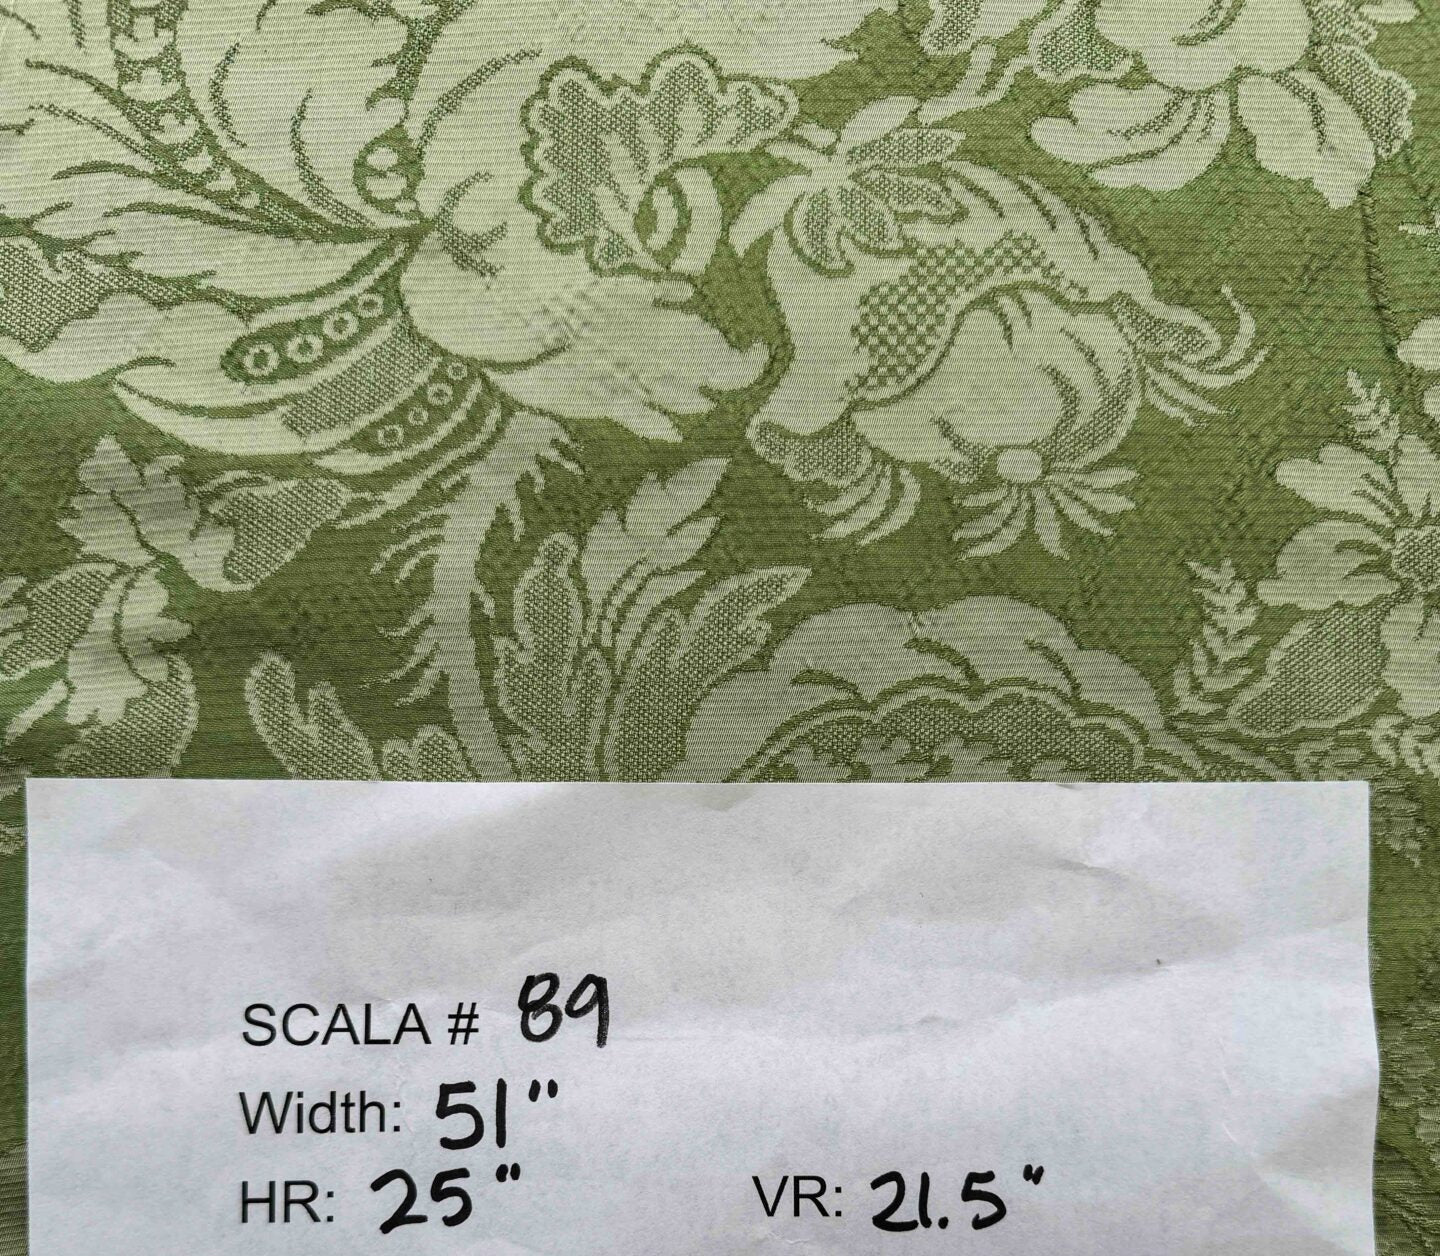 SCALA # 89
Width: 51"
HR: 25" VR: 21.5"